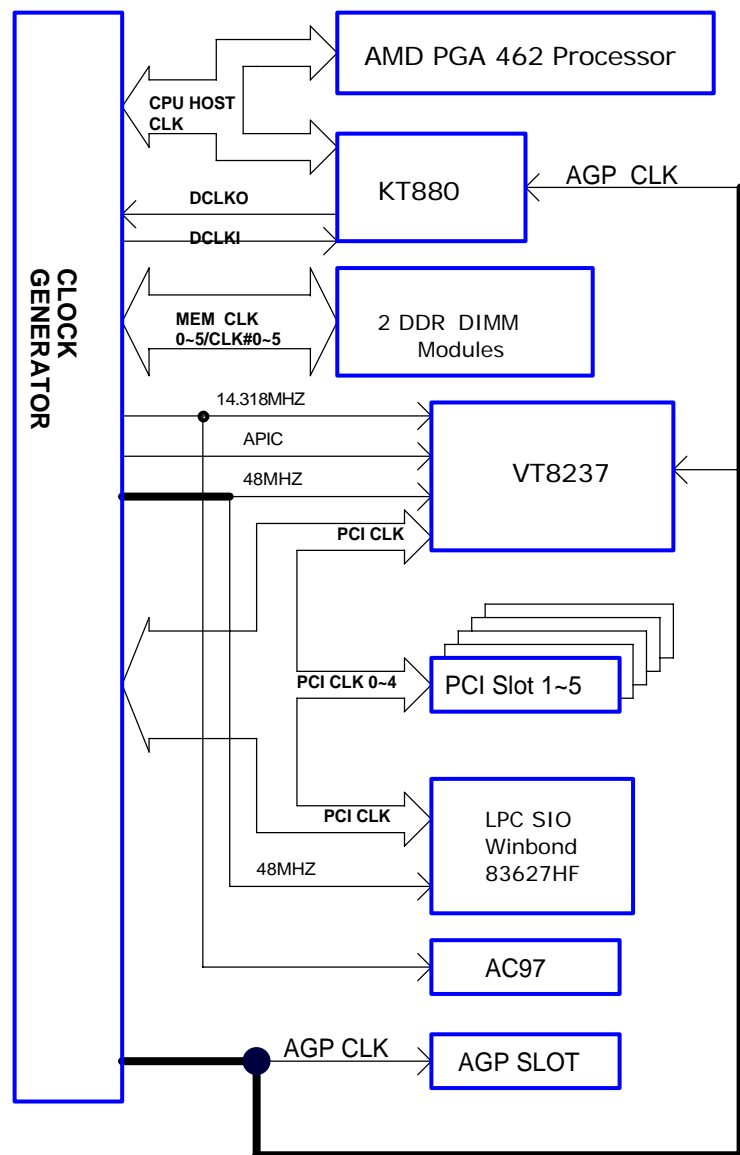 AMD PGA 462 Processor
CPU HOST
CLK
KT880
AGP CLK
DCLKO
DCLKI
CLOCK
GENERATOR
MEM CLK
0~5/CLK#0~5
2 DDR DIMM
Modules
14.318MHZ
APIC
48MHZ
VT8237
PCI CLK
PCI CLK 0~4
PCI Slot 1~5
PCI CLK
LPC SIO
Winbond
83627HF
48MHZ
AC97
AGP CLK
AGP SLOT